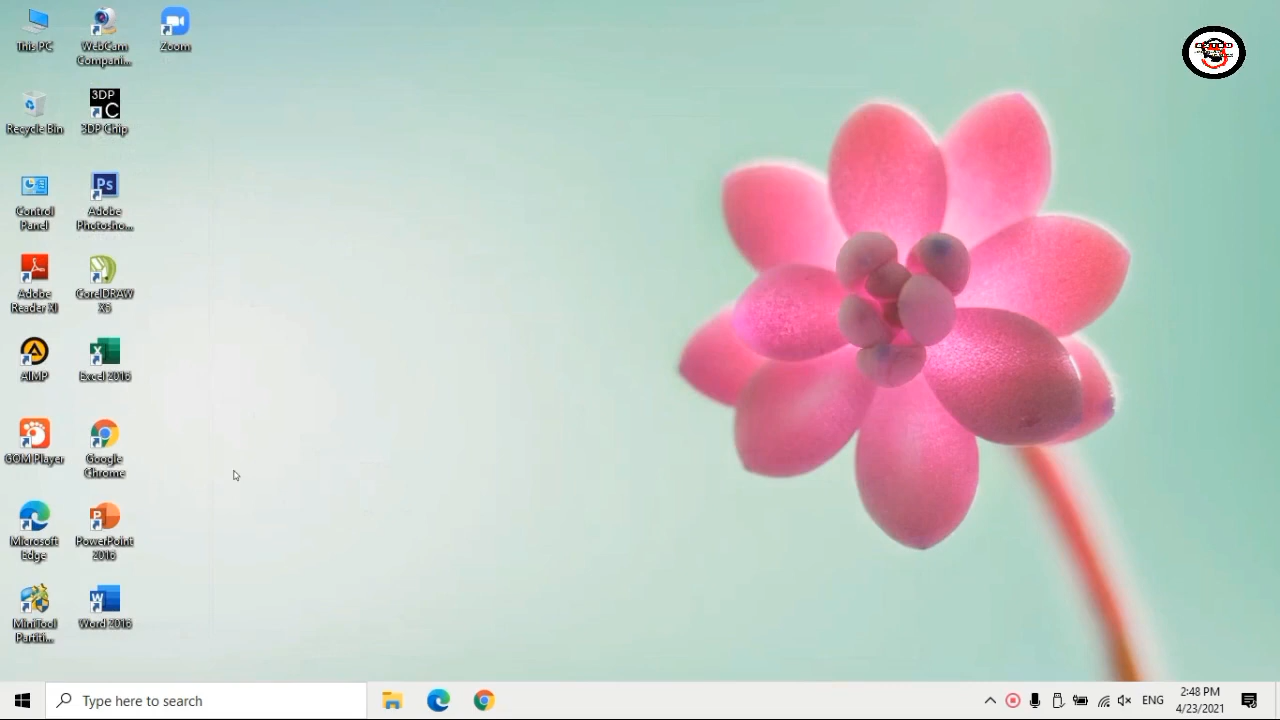 This PC
WebCam
Compani...
Zoom
Recycle Bin
3DP
C
3DP Chip
Control
Panel
Ps
Adobe
Photosho...
Adobe
Reader XI
CorelDRAW
X5
AIMP
Excel 2016
GOM Player
Google
Chrome
Microsoft
Edge
P
PowerPoint
2016
MiniTool
Partiti...
W
Word 2016
Type here to search
ENG
2:48 PM
4/23/2021